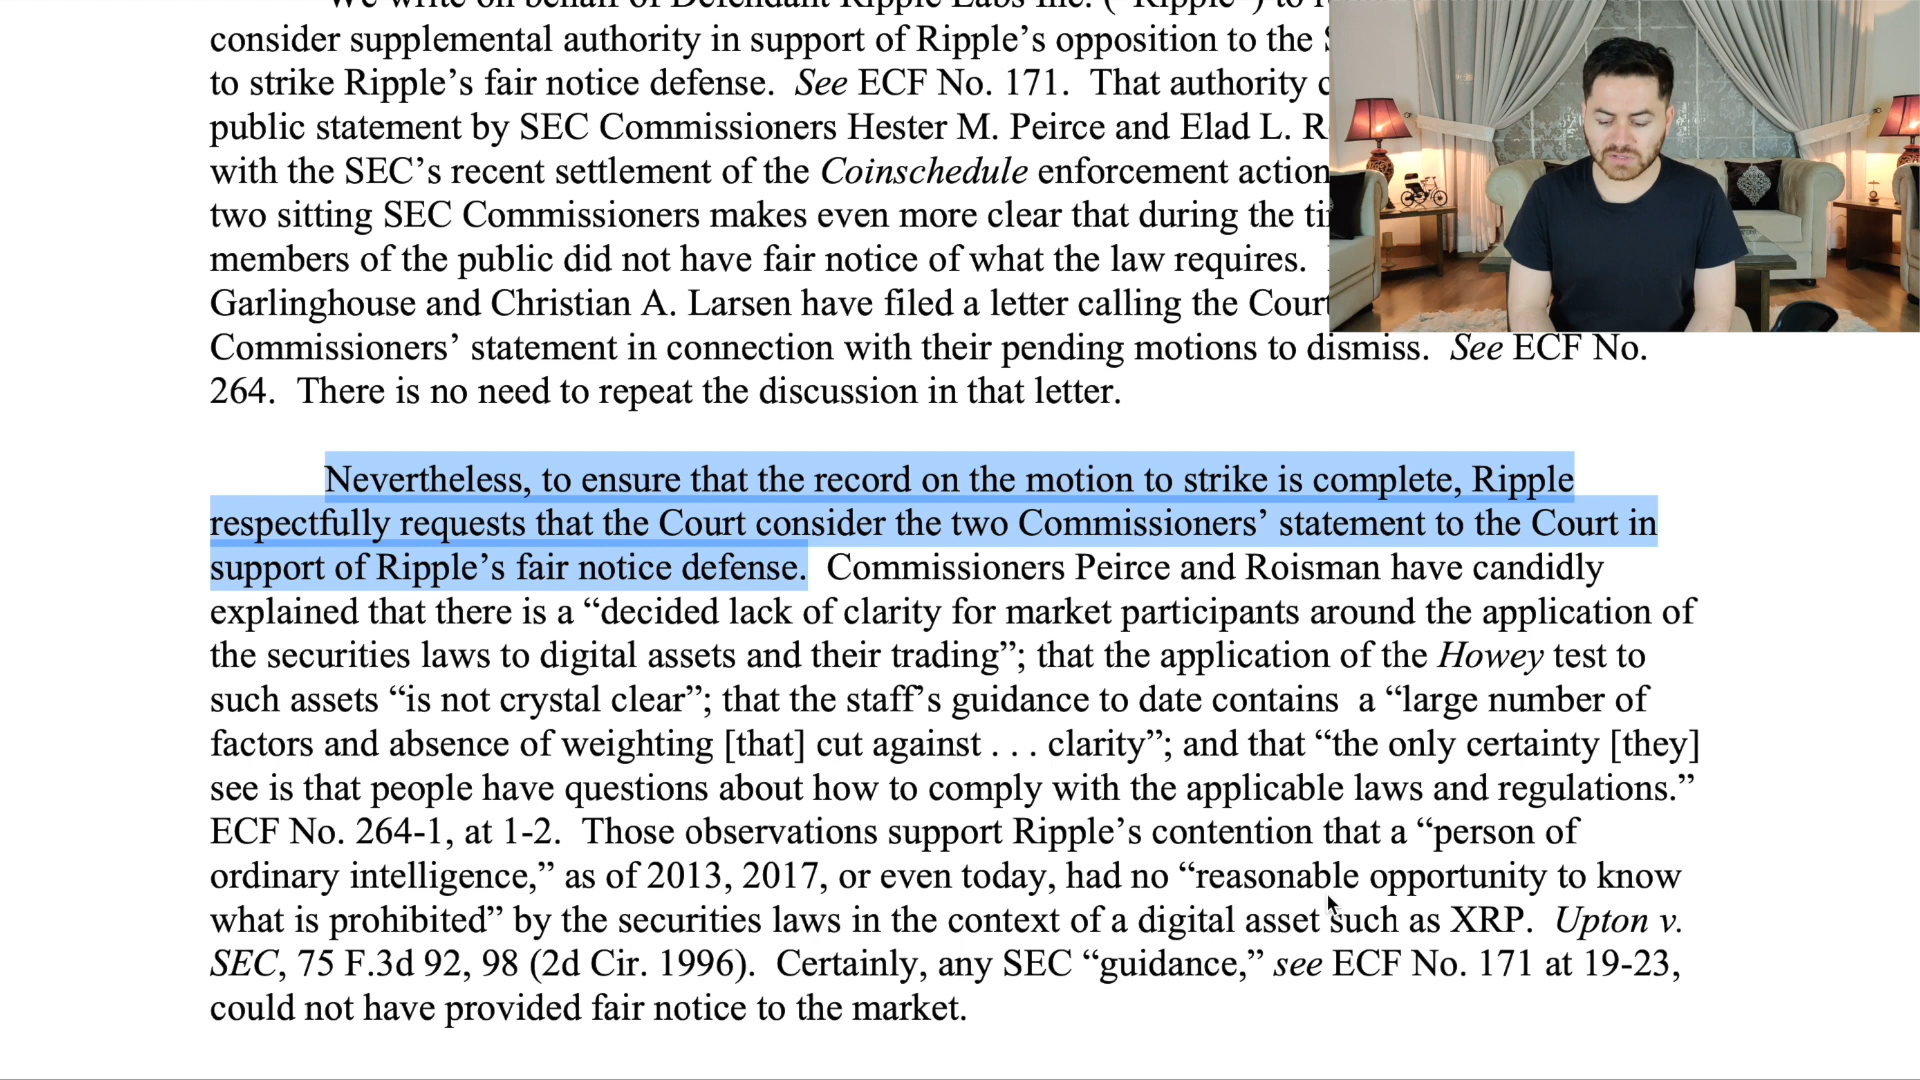 We write on behalf of Defendant Ripple Labs Inc. ("Ripple") to
consider supplemental authority in support of Ripple’s opposition to the
to strike Ripple’s fair notice defense. See ECF No. 171. That authority
public statement by SEC Commissioners Hester M. Peirce and Elad L. R
with the SEC’s recent settlement of the Coinschedule enforcement action
two sitting SEC Commissioners makes even more clear that during the
members of the public did not have fair notice of what the law requires.
Garlinghouse and Christian A. Larsen have filed a letter calling the Court
Commissioners’ statement in connection with their pending motions to dismiss. See ECF No.
264. There is no need to repeat the discussion in that letter.
Nevertheless, to ensure that the record on the motion to strike is complete, Ripple
respectfully requests that the Court consider the two Commissioners’ statement to the Court in
support of Ripple’s fair notice defense. Commissioners Peirce and Roisman have candidly
explained that there is a “decided lack of clarity for market participants around the application of
the securities laws to digital assets and their trading”; that the application of the Howey test to
such assets “is not crystal clear”; that the staff’s guidance to date contains a “large number of
factors and absence of weighting [that] cut against . . . clarity”; and that “the only certainty [they]
see is that people have questions about how to comply with the applicable laws and regulations.”
ECF No. 264-1, at 1-2. Those observations support Ripple’s contention that a “person of
ordinary intelligence,” as of 2013, 2017, or even today, had no “reasonable opportunity to know
what is prohibited” by the securities laws in the context of a digital asset such as XRP. Upton v.
SEC, 75 F.3d 92, 98 (2d Cir. 1996). Certainly, any SEC “guidance,” see ECF No. 171 at 19-23,
could not have provided fair notice to the market.